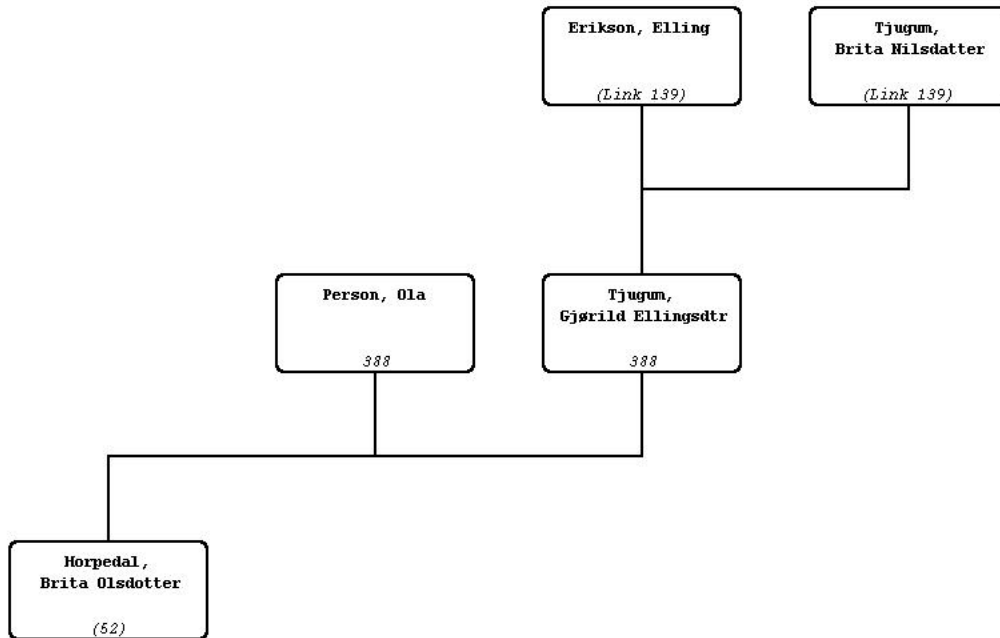 Erikson, Elling
(Link 139)
Tjugum,
Brita Nilsdatter
(Link 139)
Person, Ola
388
Tjugum,
Gjørild Ellingsdtr
388
Horpedal,
Brita Olsdotter
(52)